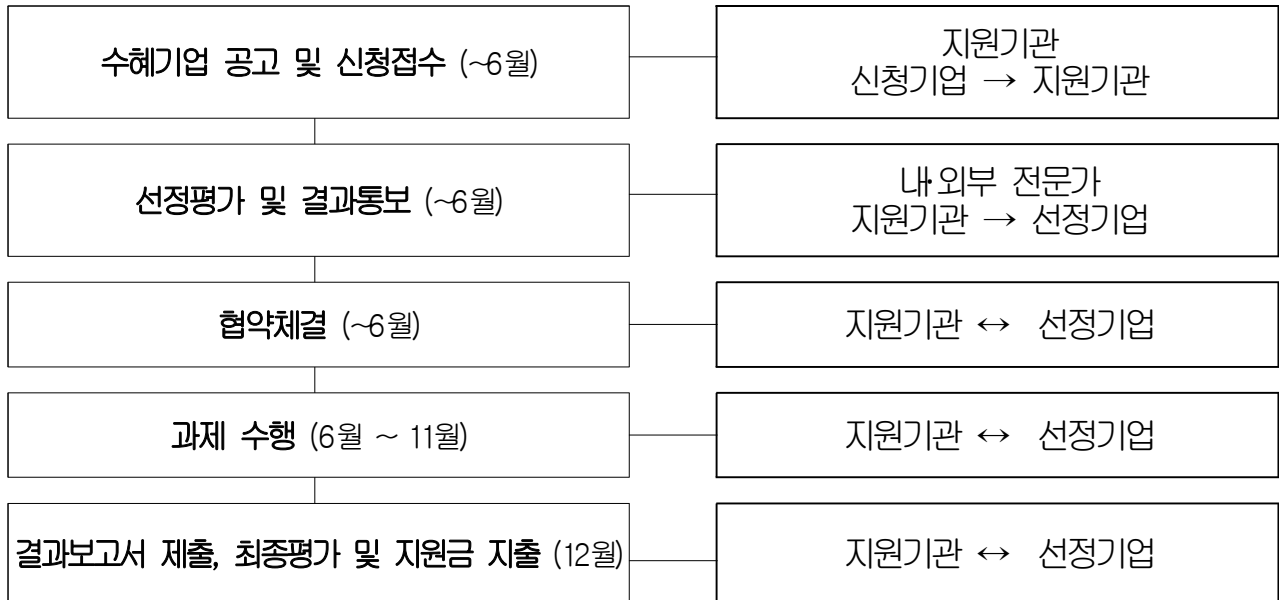 수혜기업 공고 및 신청접수 (~6월)
지원기관
신청기업 → 지원기관
선정평가 및 결과통보 (~6월)
내·외부 전문가
지원기관 → 선정기업
협약체결 (~6월)
지원기관 ↔ 선정기업
과제 수행 (6월 ~ 11월)
지원기관 ↔ 선정기업
결과보고서 제출, 최종평가 및 지원금 지출 (12월)
지원기관 ↔ 선정기업